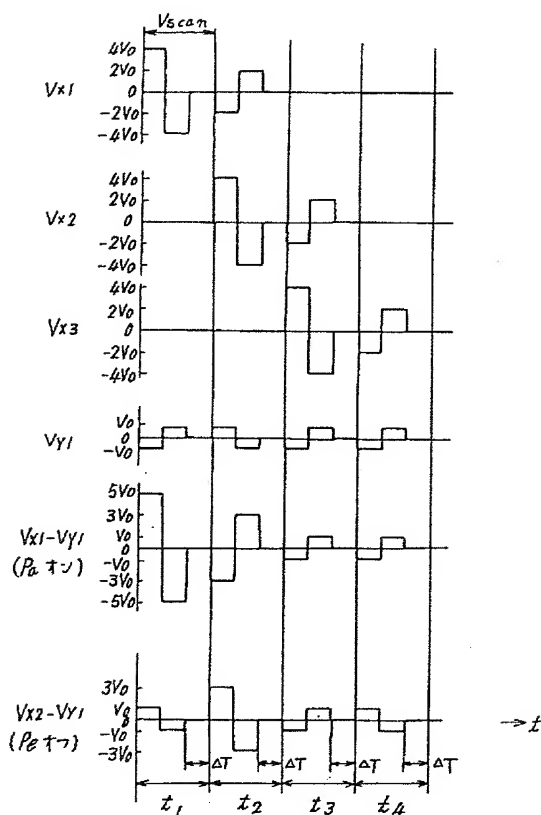 Vscan
4V0
2V0
0
-2V0
-4V0
Vx1
4V0
2V0
0
-2V0
-4V0
Vx2
4V0
2V0
0
-2V0
-4V0
Vx3
V0
0
-V0
Vy1
5V0
3V0
V0
0
-V0
-3V0
-5V0
Vx1-Vy1
(Pa オン)
3V0
V0
0
-V0
-3V0
Vx2-Vy1
(Pe オフ)
→t
ΔT ΔT ΔT ΔT
t1 t2 t3 t4